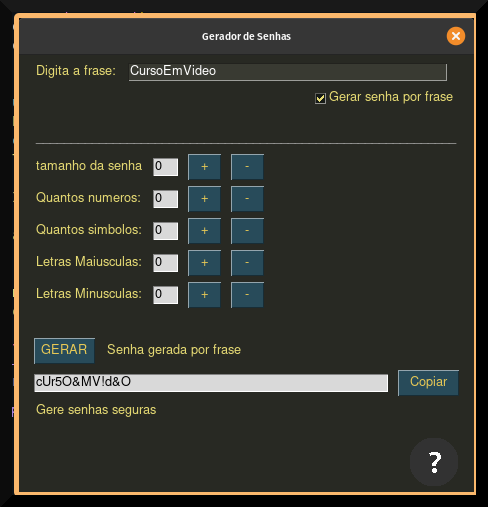 Gerador de Senhas
Digita a frase: CursoEmVideo
Gerar senha por frase
tamanho da senha 0 + -
Quantos numeros: 0 + -
Quantos simbolos: 0 + -
Letras Maiusculas: 0 + -
Letras Minusculas: 0 + -
GERAR Senha gerada por frase
cUr5O&MV!d&O Copiar
Gere senhas seguras
?